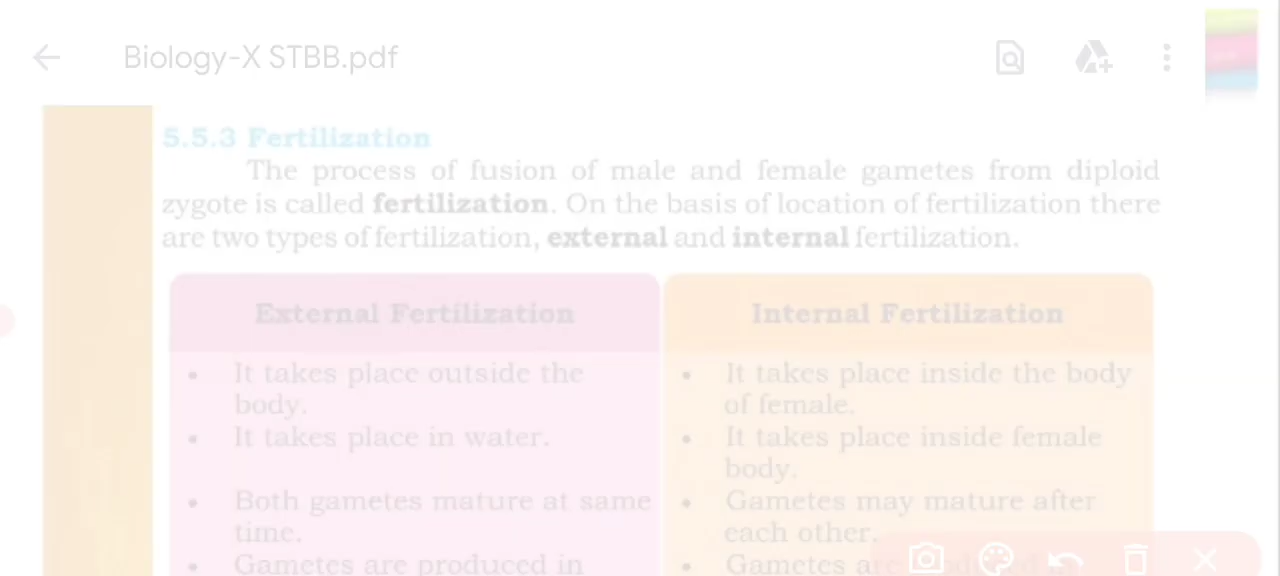 Biology-X STBB.pdf
5.5.3 Fertilization
The process of fusion of male and female gametes from diploid
zygote is called fertilization. On the basis of location of fertilization there
are two types of fertilization, external and internal fertilization.
External Fertilization
• It takes place outside the
body.
• It takes place in water.
• Both gametes mature at same
time.
• Gametes are produced in
Internal Fertilization
• It takes place inside the body
of female.
• It takes place inside female
body.
• Gametes may mature after
each other.
• Gametes are